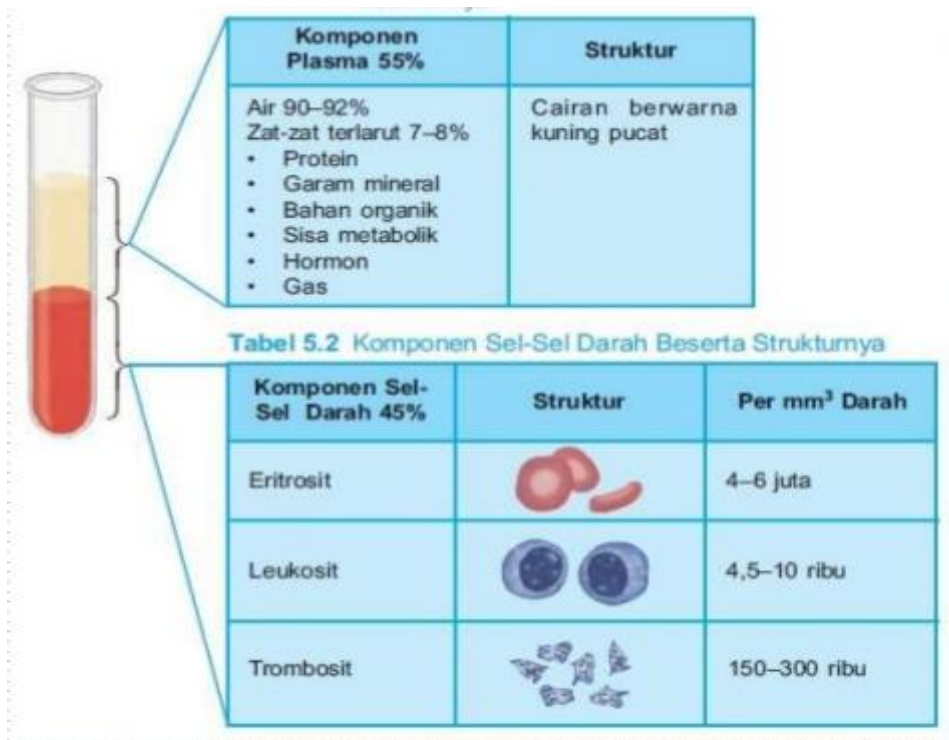 Komponen
Plasma 55%
Struktur
Air 90–92%
Zat-zat terlarut 7–8%
• Protein
• Garam mineral
• Bahan organik
• Sisa metabolik
• Hormon
• Gas
Cairan berwarna
kuning pucat
Tabel 5.2 Komponen Sel-Sel Darah Beserta Strukturnya
Komponen Sel-
Sel Darah 45%
Struktur
Per mm³ Darah
Eritrosit
4–6 juta
Leukosit
4,5–10 ribu
Trombosit
150–300 ribu